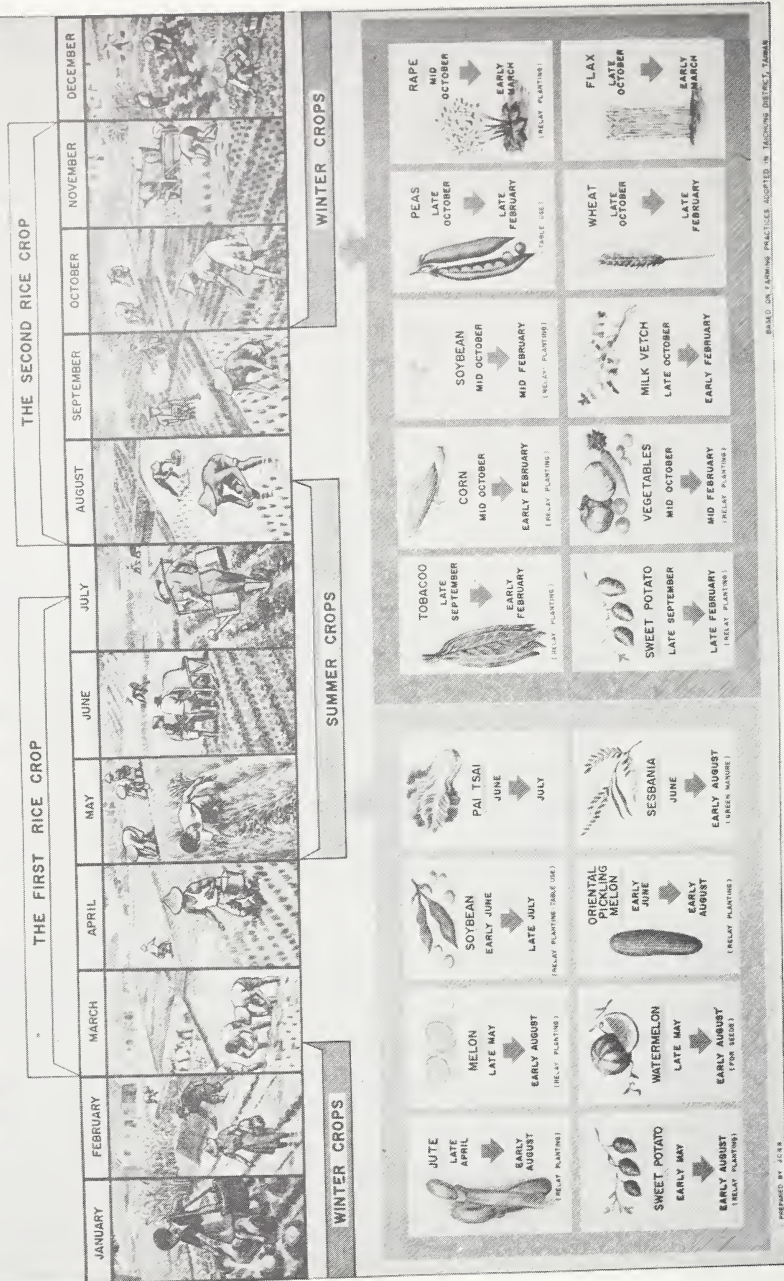 THE FIRST RICE CROP
THE SECOND RICE CROP
JANUARY
FEBRUARY
MARCH
APRIL
MAY
JUNE
JULY
AUGUST
SEPTEMBER
OCTOBER
NOVEMBER
DECEMBER
WINTER CROPS
SUMMER CROPS
WINTER CROPS
JUTE
LATE
APRIL
EARLY
AUGUST
(RELAY PLANTING)
MELON
LATE MAY
EARLY AUGUST
(RELAY PLANTING)
SOYBEAN
EARLY JUNE
LATE JULY
(RELAY PLANTING TABLE USE)
PAI TSAI
JUNE
JULY
SWEET POTATO
EARLY MAY
EARLY AUGUST
(RELAY PLANTING)
WATERMELON
LATE MAY
EARLY AUGUST
(FOR SEEDS)
ORIENTAL
PICKLING
MELON
EARLY
JUNE
EARLY
AUGUST
(RELAY PLANTING)
SESBANIA
JUNE
EARLY AUGUST
(GREEN MANURE)
TOBACOO
LATE
SEPTEMBER
EARLY
FEBRUARY
(RELAY PLANTING)
CORN
MID OCTOBER
EARLY FEBRUARY
(RELAY PLANTING)
SOYBEAN
MID OCTOBER
MID FEBRUARY
(RELAY PLANTING)
PEAS
LATE
OCTOBER
LATE
FEBRUARY
(TABLE USE)
RAPE
MID
OCTOBER
EARLY
MARCH
(RELAY PLANTING)
SWEET POTATO
LATE SEPTEMBER
LATE FEBRUARY
(RELAY PLANTING)
VEGETABLES
MID OCTOBER
MID FEBRUARY
(RELAY PLANTING)
MILK VETCH
LATE OCTOBER
EARLY FEBRUARY
WHEAT
LATE
OCTOBER
LATE
FEBRUARY
FLAX
LATE
OCTOBER
EARLY
MARCH
PREPARED BY
BASED ON FARMING PRACTICES ADOPTED IN TAICHUNG DISTRICT, TAIWAN